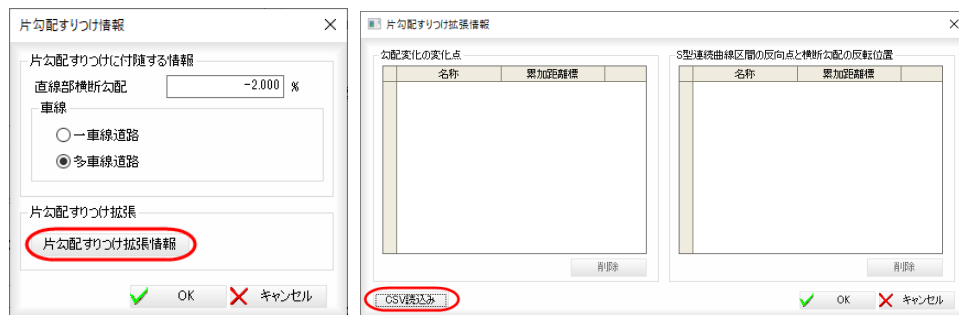 片勾配すりつけ情報
片勾配すりつけに付随する情報
直線部横断勾配 -2.000 %
車線
一車線道路
多車線道路
片勾配すりつけ拡張
片勾配すりつけ拡張情報
OK キャンセル
片勾配すりつけ拡張情報
勾配変化の変化点
名称 累加距離標
削除
S型連続曲線区間の反向点と横断勾配の反転位置
名称 累加距離標
削除
CSV読込み
OK キャンセル